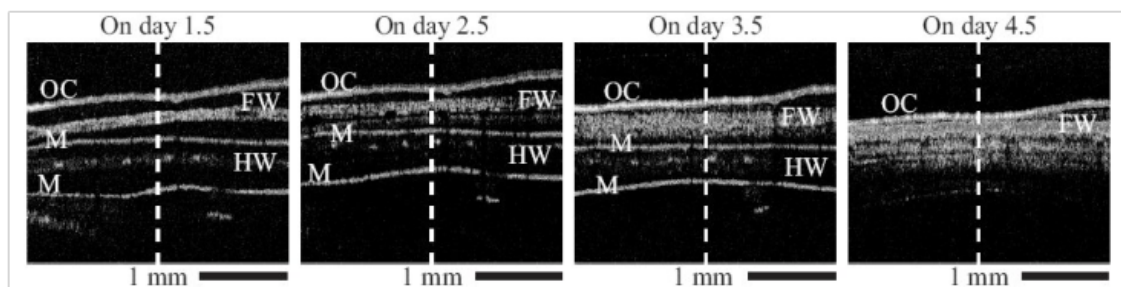 On day 1.5
On day 2.5
On day 3.5
On day 4.5
OC
FW
M
HW
M
OC
FW
M
HW
M
OC
FW
M
HW
M
OC
FW
1 mm
1 mm
1 mm
1 mm